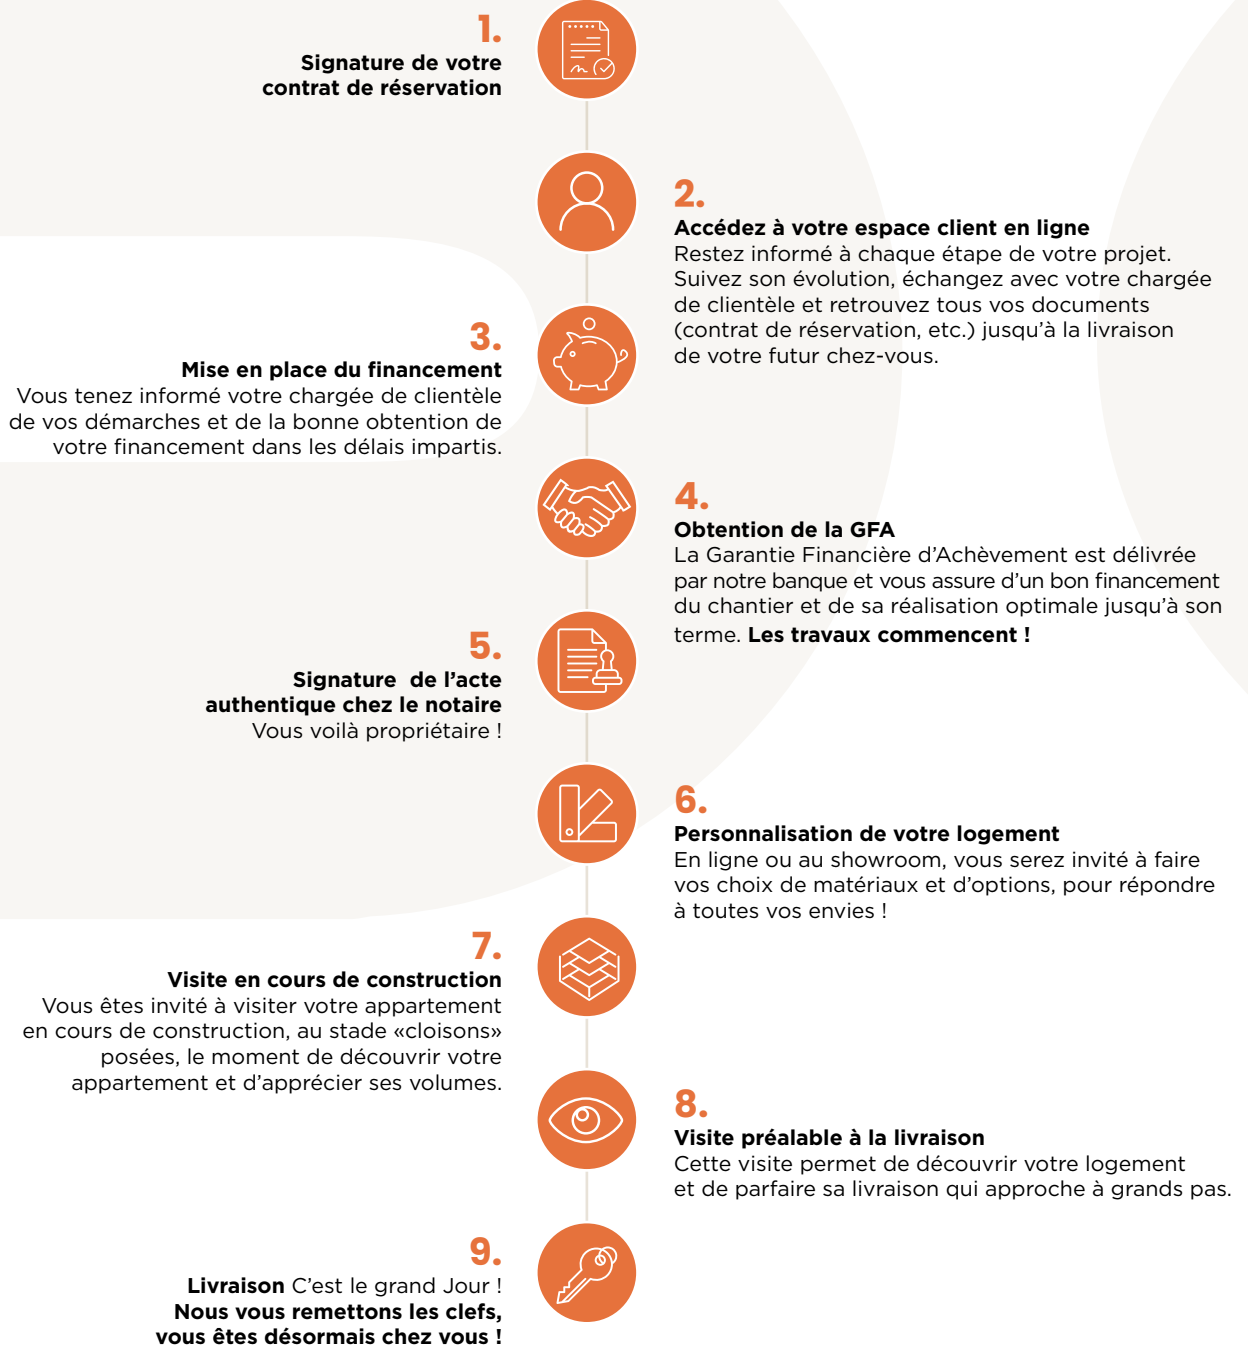 1.
Signature de votre
contrat de réservation
2.
Accédez à votre espace client en ligne
Restez informé à chaque étape de votre projet.
Suivez son évolution, échangez avec votre chargée
de clientèle et retrouvez tous vos documents
(contrat de réservation, etc.) jusqu’à la livraison
de votre futur chez-vous.
3.
Mise en place du financement
Vous tenez informé votre chargée de clientèle
de vos démarches et de la bonne obtention de
votre financement dans les délais impartis.
4.
Obtention de la GFA
La Garantie Financière d’Achèvement est délivrée
par notre banque et vous assure d’un bon financement
du chantier et de sa réalisation optimale jusqu’à son
terme. Les travaux commencent !
5.
Signature de l’acte
authentique chez le notaire
Vous voilà propriétaire !
6.
Personnalisation de votre logement
En ligne ou au showroom, vous serez invité à faire
vos choix de matériaux et d’options, pour répondre
à toutes vos envies !
7.
Visite en cours de construction
Vous êtes invité à visiter votre appartement
en cours de construction, au stade «cloisons»
posées, le moment de découvrir votre
appartement et d’apprécier ses volumes.
8.
Visite préalable à la livraison
Cette visite permet de découvrir votre logement
et de parfaire sa livraison qui approche à grands pas.
9.
Livraison C’est le grand Jour !
Nous vous remettons les clefs,
vous êtes désormais chez vous !